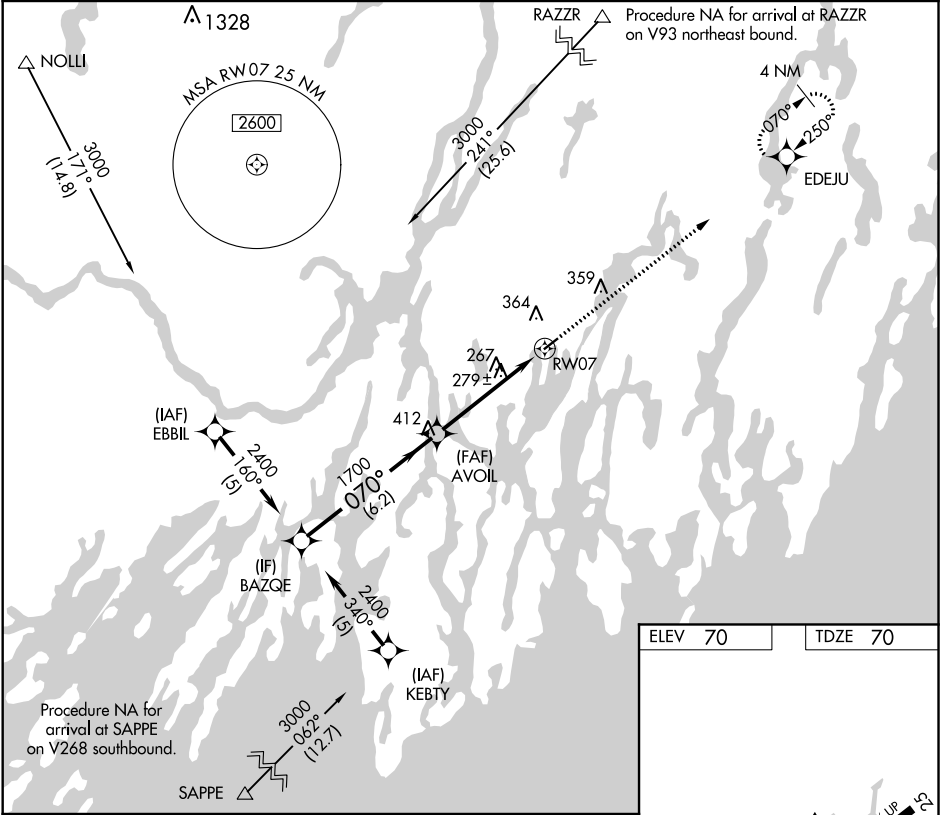 1328
RAZZR
Procedure NA for arrival at RAZZR
on V93 northeast bound.
NOLLI
MSA RW07 25 NM
2600
4 NM
070°
250°
EDEJU
3000
171°
(14.8)
3000
241°
(25.6)
364
359
267
279±
RW07
412
(FAF)
AVOIL
(IAF)
EBBIL
2400
160°
(5)
1700
070°
(6.2)
(IF)
BAZQE
2400
340°
(5)
(IAF)
KEBTY
ELEV 70
TDZE 70
Procedure NA for
arrival at SAPPE
on V268 southbound.
3000
062°
(12.7)
SAPPE
UP
25